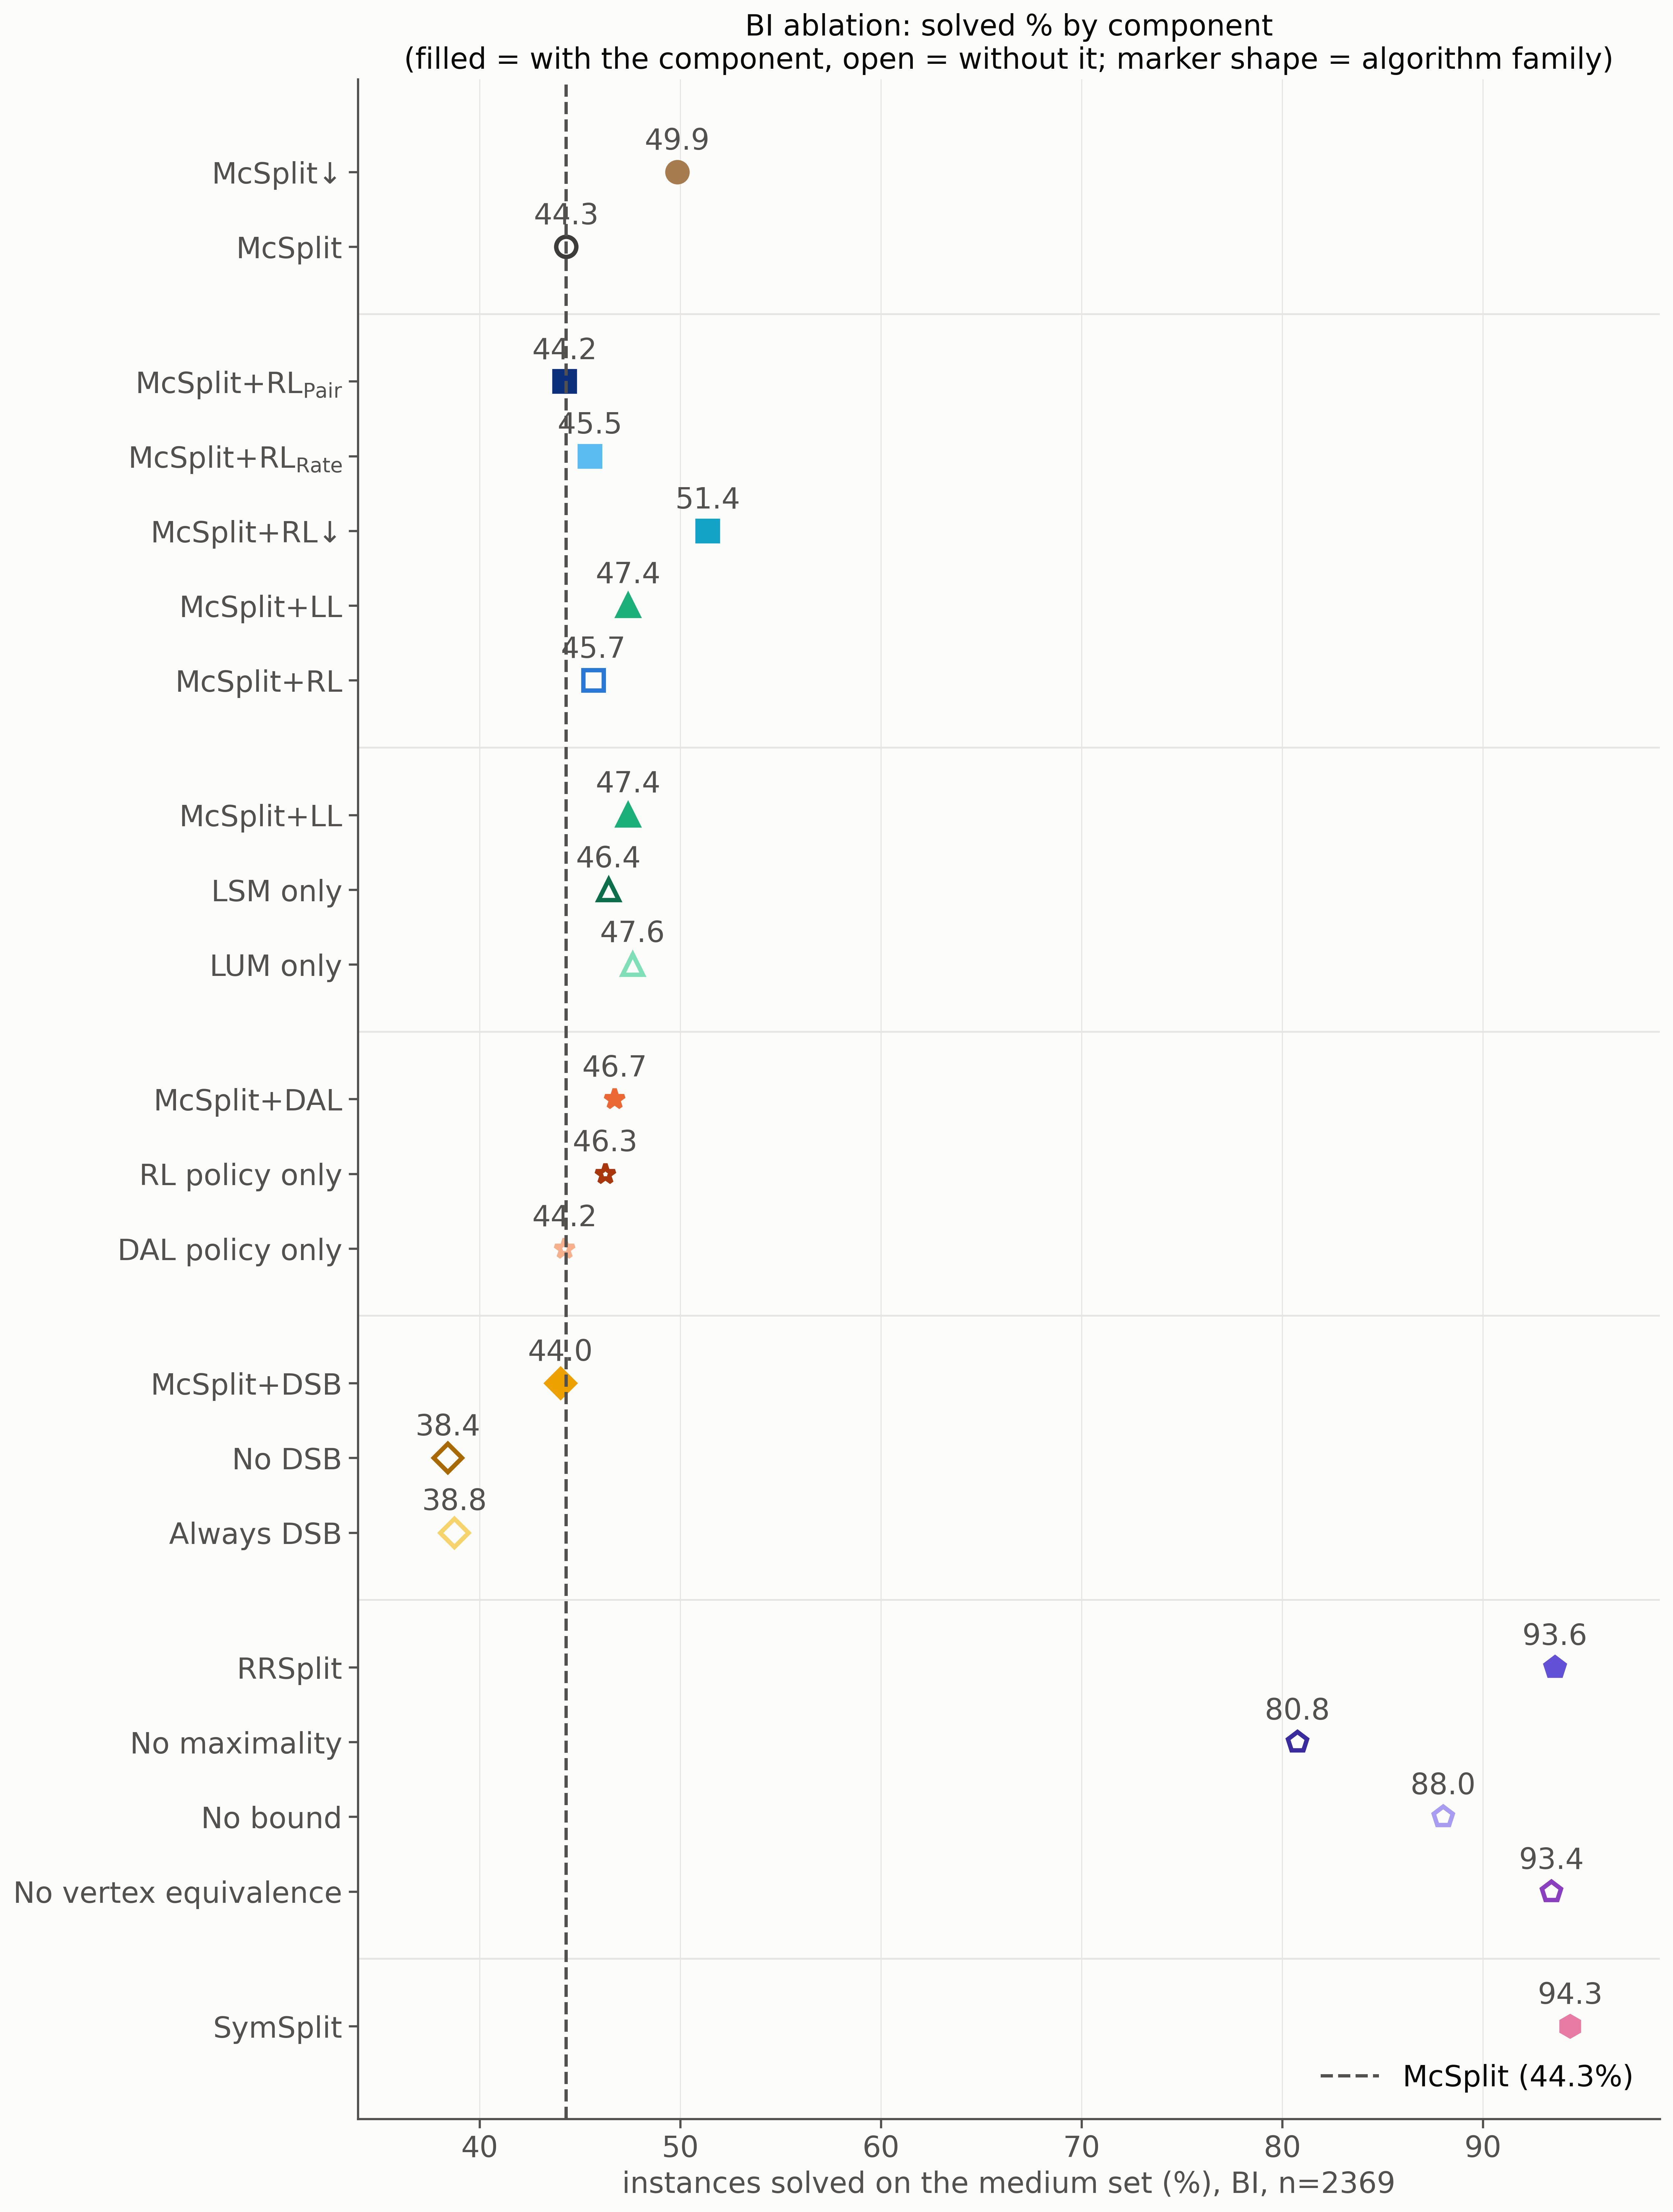 BI ablation: solved % by component
(filled = with the component, open = without it; marker shape = algorithm family)
McSplit↓
49.9
McSplit
44.3
McSplit+RL_Pair
44.2
McSplit+RL_Rate
45.5
McSplit+RL↓
51.4
McSplit+LL
47.4
McSplit+RL
45.7
McSplit+LL
47.4
LSM only
46.4
LUM only
47.6
McSplit+DAL
46.7
RL policy only
46.3
DAL policy only
44.2
McSplit+DSB
44.0
No DSB
38.4
Always DSB
38.8
RRSplit
93.6
No maximality
80.8
No bound
88.0
No vertex equivalence
93.4
SymSplit
94.3
McSplit (44.3%)
40 50 60 70 80 90
instances solved on the medium set (%), BI, n=2369